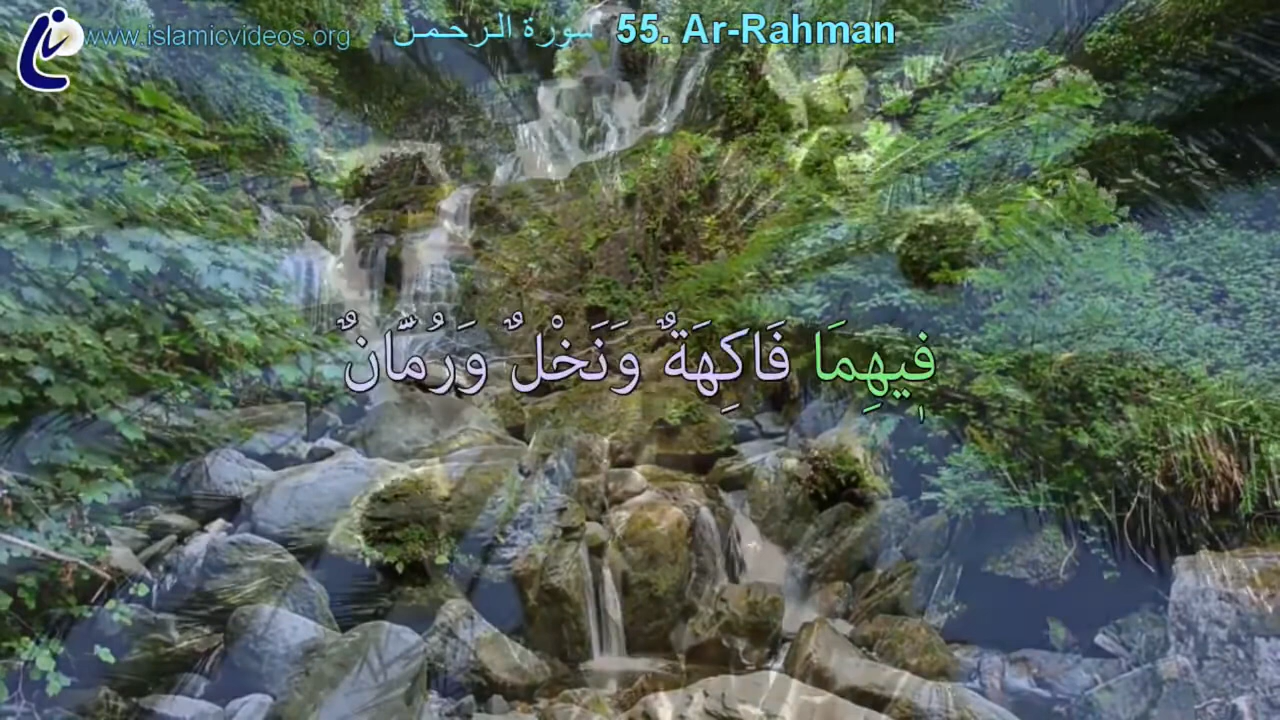 www.islamicvideos.org سورة الرحمن 55. Ar-Rahman
فِيهِمَا فَاكِهَةٌ وَنَخْلٌ وَرُمَّانٌ